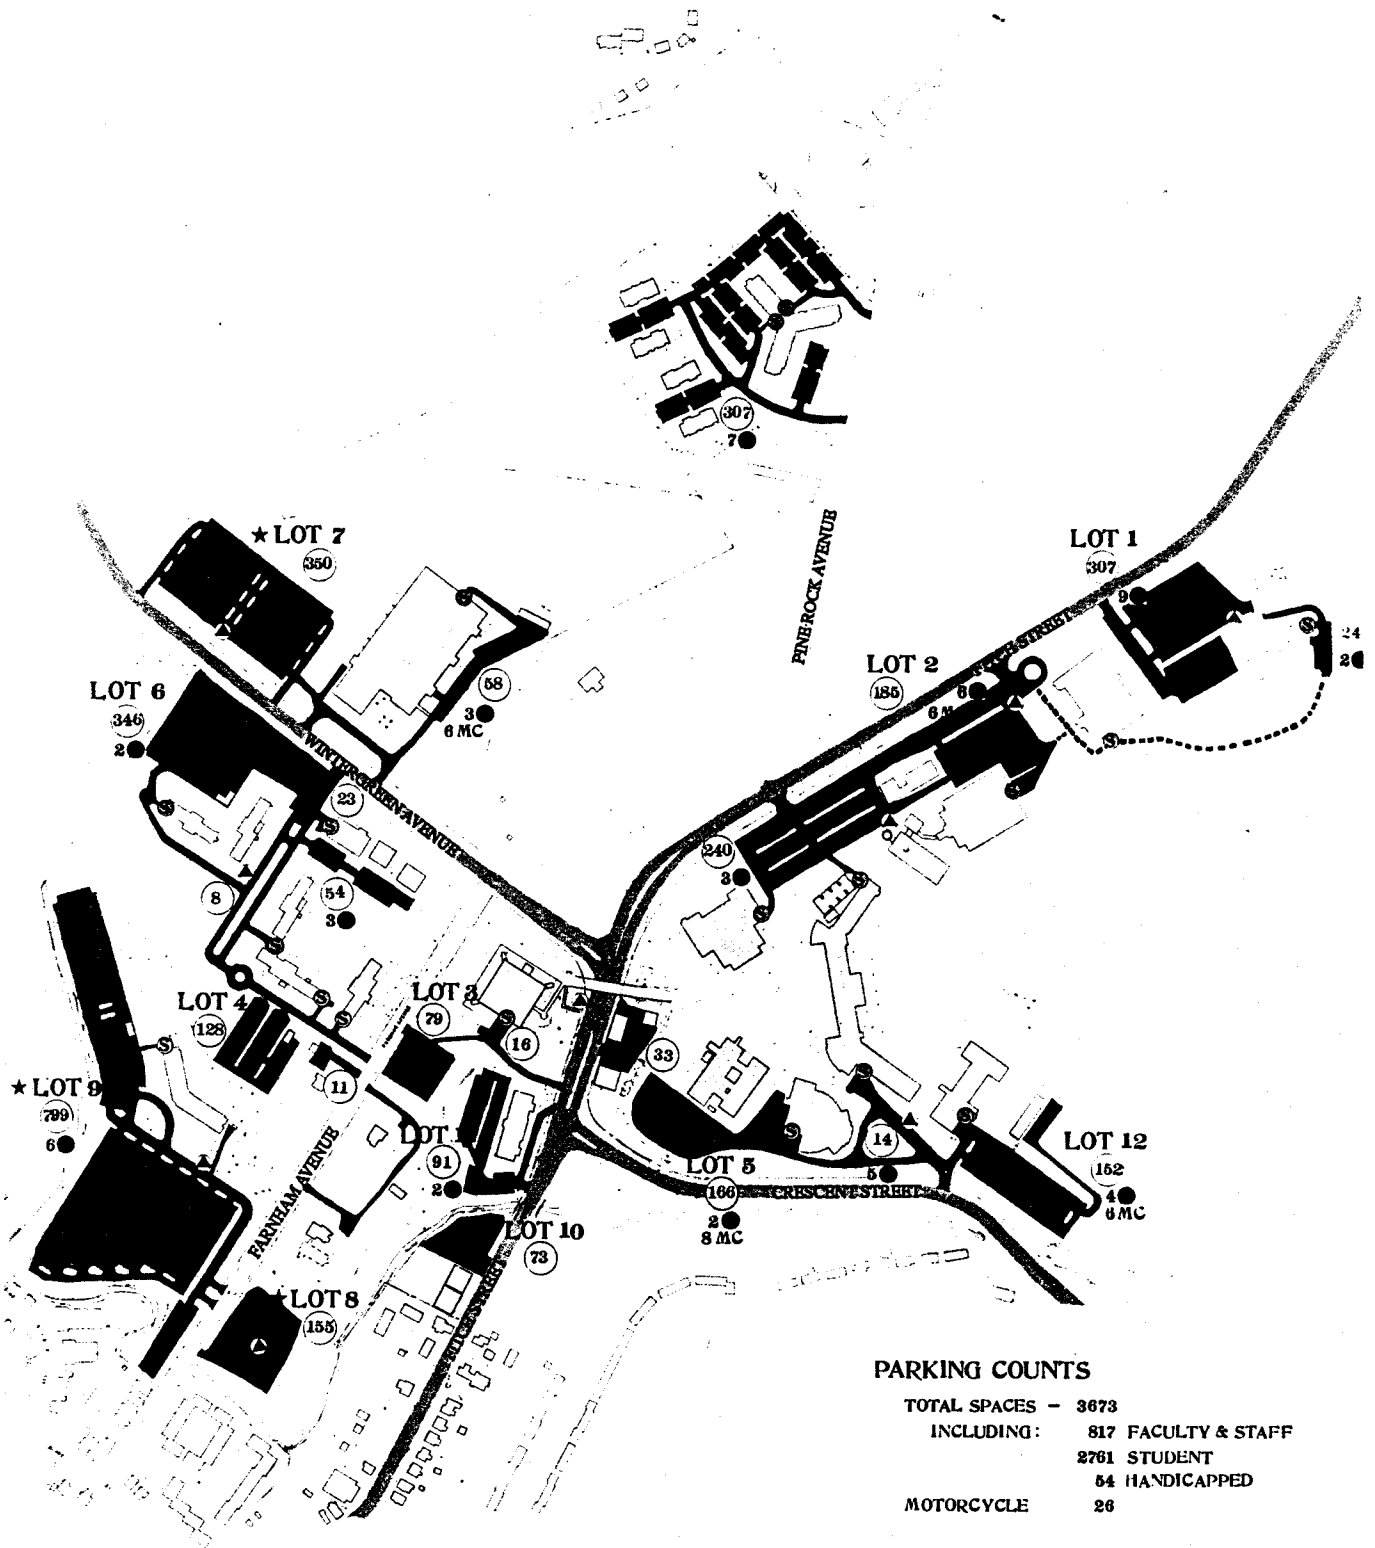 307
7
★ LOT 7
350
PINE ROCK AVENUE
LOT 1
307
9
24
2
LOT 2
185
6
6 M
LOT 6
346
2
58
3
6 MC
WINTERGREEN AVENUE
23
S
240
3
8
54
3
LOT 4
128
LOT 3
79
16
33
11
★ LOT 9
799
6
LOT 1
91
2
FARNHAM AVENUE
14
5
LOT 5
166
2
8 MC
CRESCENT STREET
LOT 12
152
4
6 MC
LOT 10
73
FITCH STREET
★ LOT 8
155
PARKING COUNTS
TOTAL SPACES – 3673
INCLUDING: 817 FACULTY & STAFF
2761 STUDENT
54 HANDICAPPED
MOTORCYCLE 26